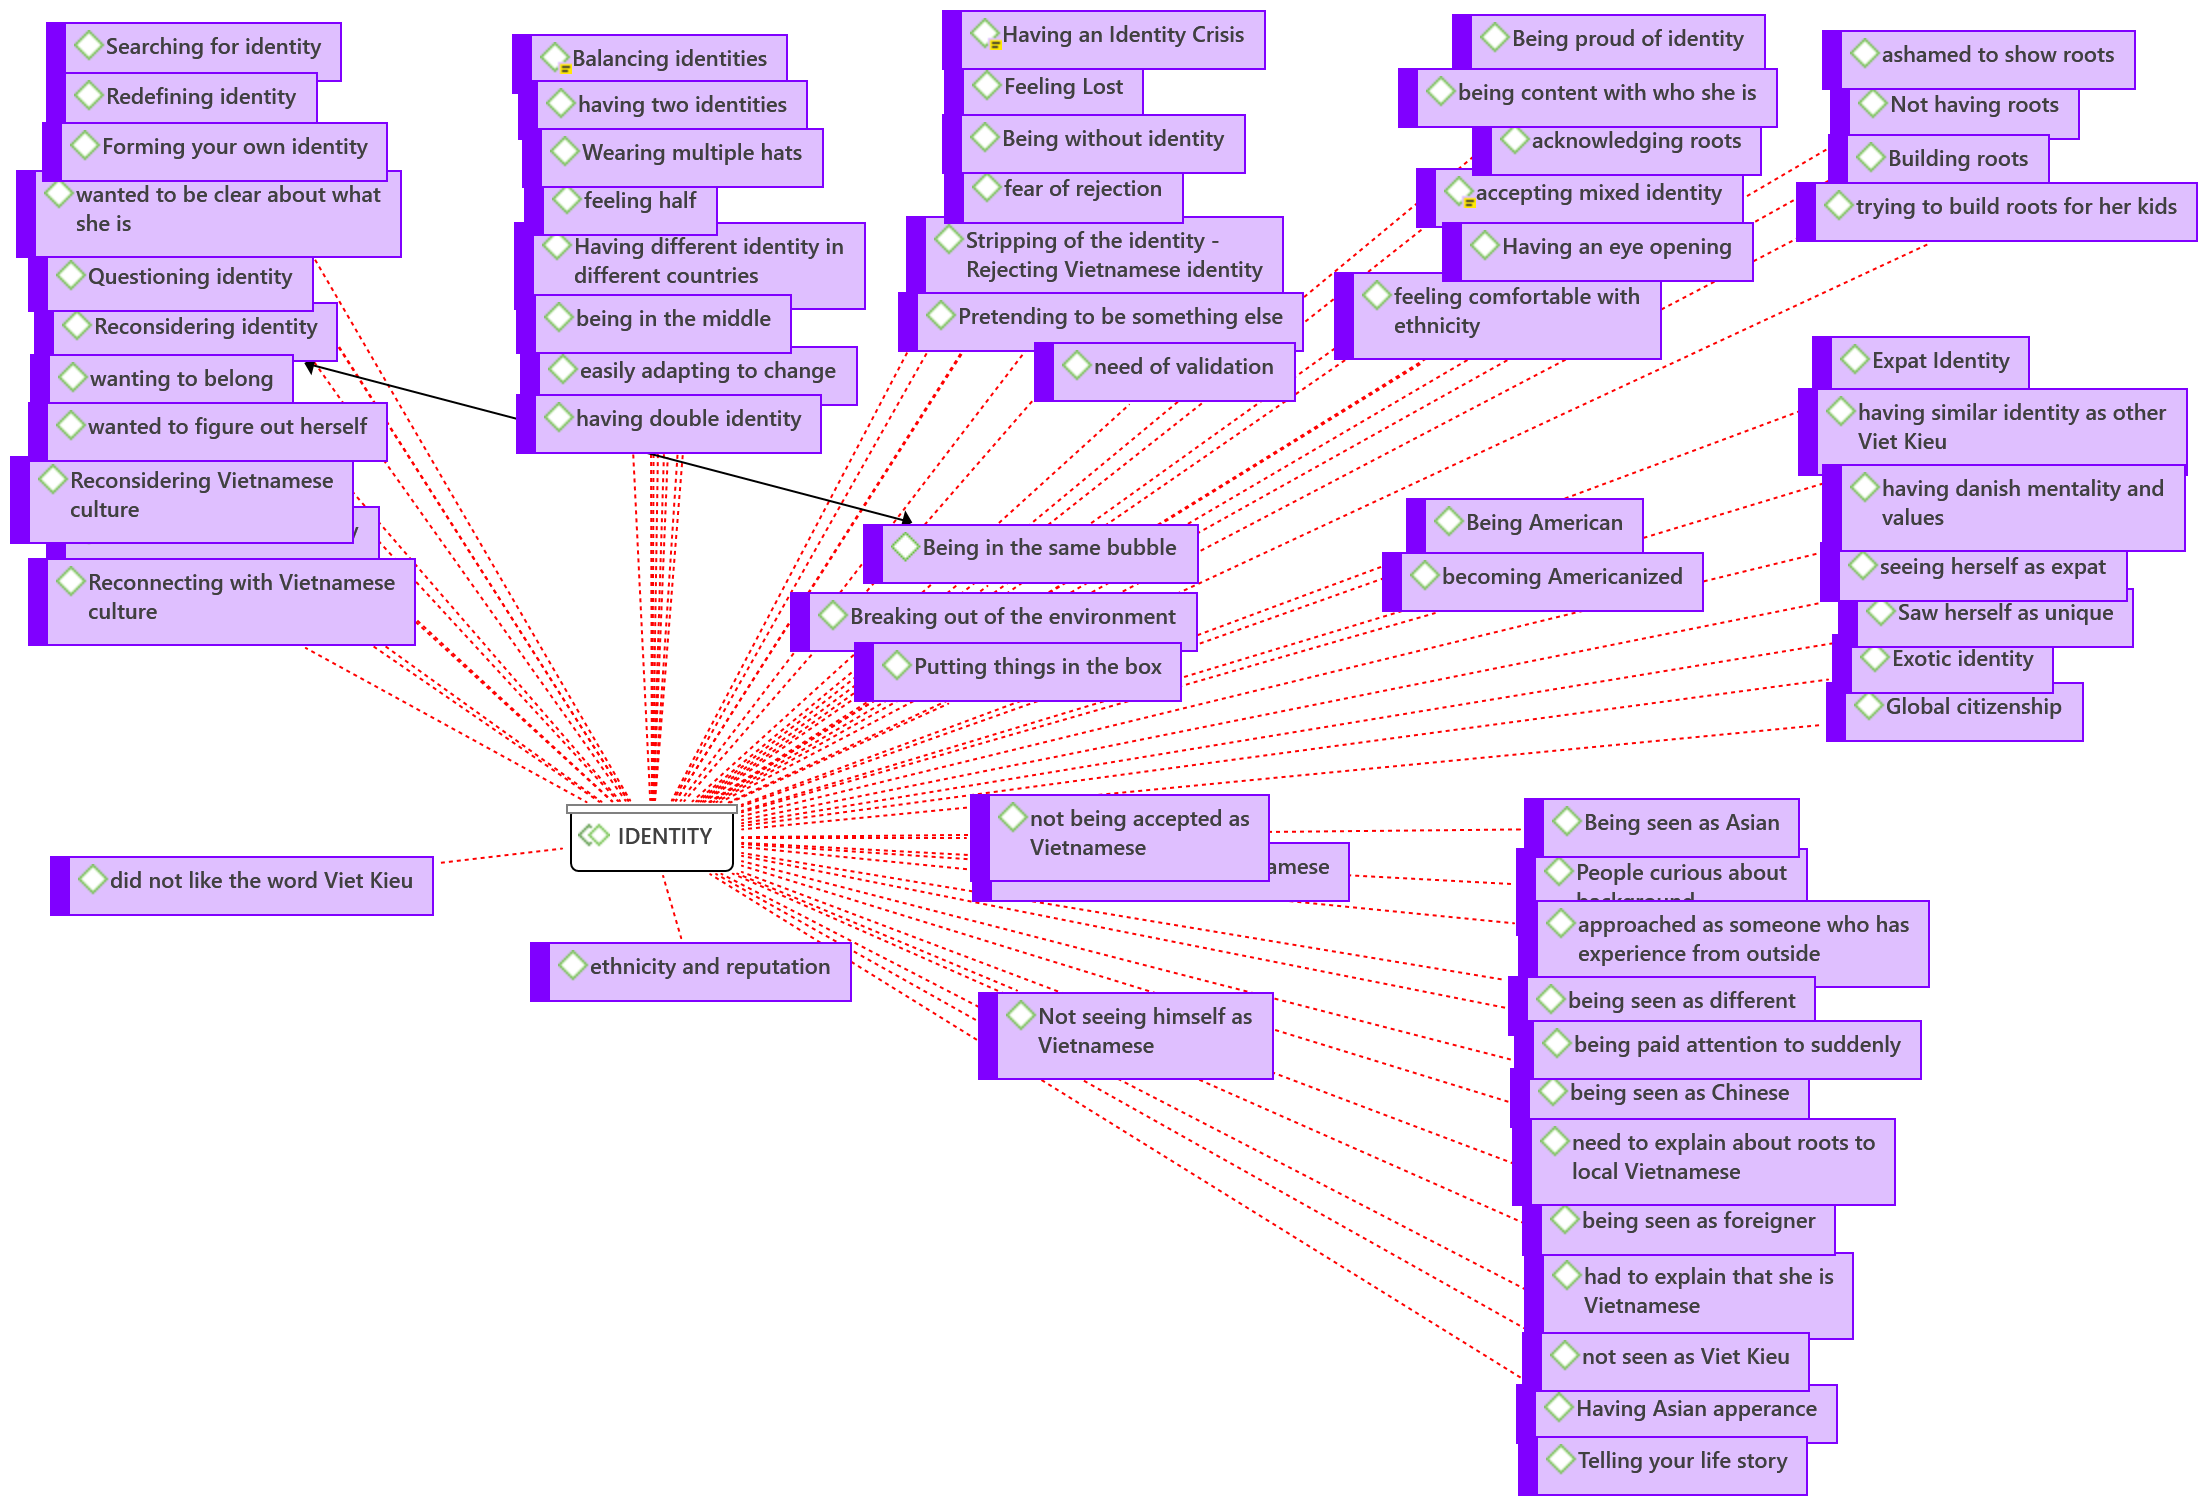 Searching for identity
Redefining identity
Forming your own identity
wanted to be clear about what
she is
Questioning identity
Reconsidering identity
wanting to belong
wanted to figure out herself
Reconsidering Vietnamese
culture
Reconnecting with Vietnamese
culture
Balancing identities
having two identities
Wearing multiple hats
feeling half
Having different identity in
different countries
being in the middle
easily adapting to change
having double identity
Having an Identity Crisis
Feeling Lost
Being without identity
fear of rejection
Stripping of the identity -
Rejecting Vietnamese identity
Pretending to be something else
need of validation
Being proud of identity
being content with who she is
acknowledging roots
accepting mixed identity
Having an eye opening
feeling comfortable with
ethnicity
ashamed to show roots
Not having roots
Building roots
trying to build roots for her kids
Expat Identity
having similar identity as other
Viet Kieu
having danish mentality and
values
seeing herself as expat
Saw herself as unique
Exotic identity
Global citizenship
Being American
becoming Americanized
Being in the same bubble
Breaking out of the environment
Putting things in the box
IDENTITY
did not like the word Viet Kieu
ethnicity and reputation
not being accepted as
Vietnamese
Not seeing himself as
Vietnamese
Being seen as Asian
People curious about
background
approached as someone who has
experience from outside
being seen as different
being paid attention to suddenly
being seen as Chinese
need to explain about roots to
local Vietnamese
being seen as foreigner
had to explain that she is
Vietnamese
not seen as Viet Kieu
Having Asian apperance
Telling your life story